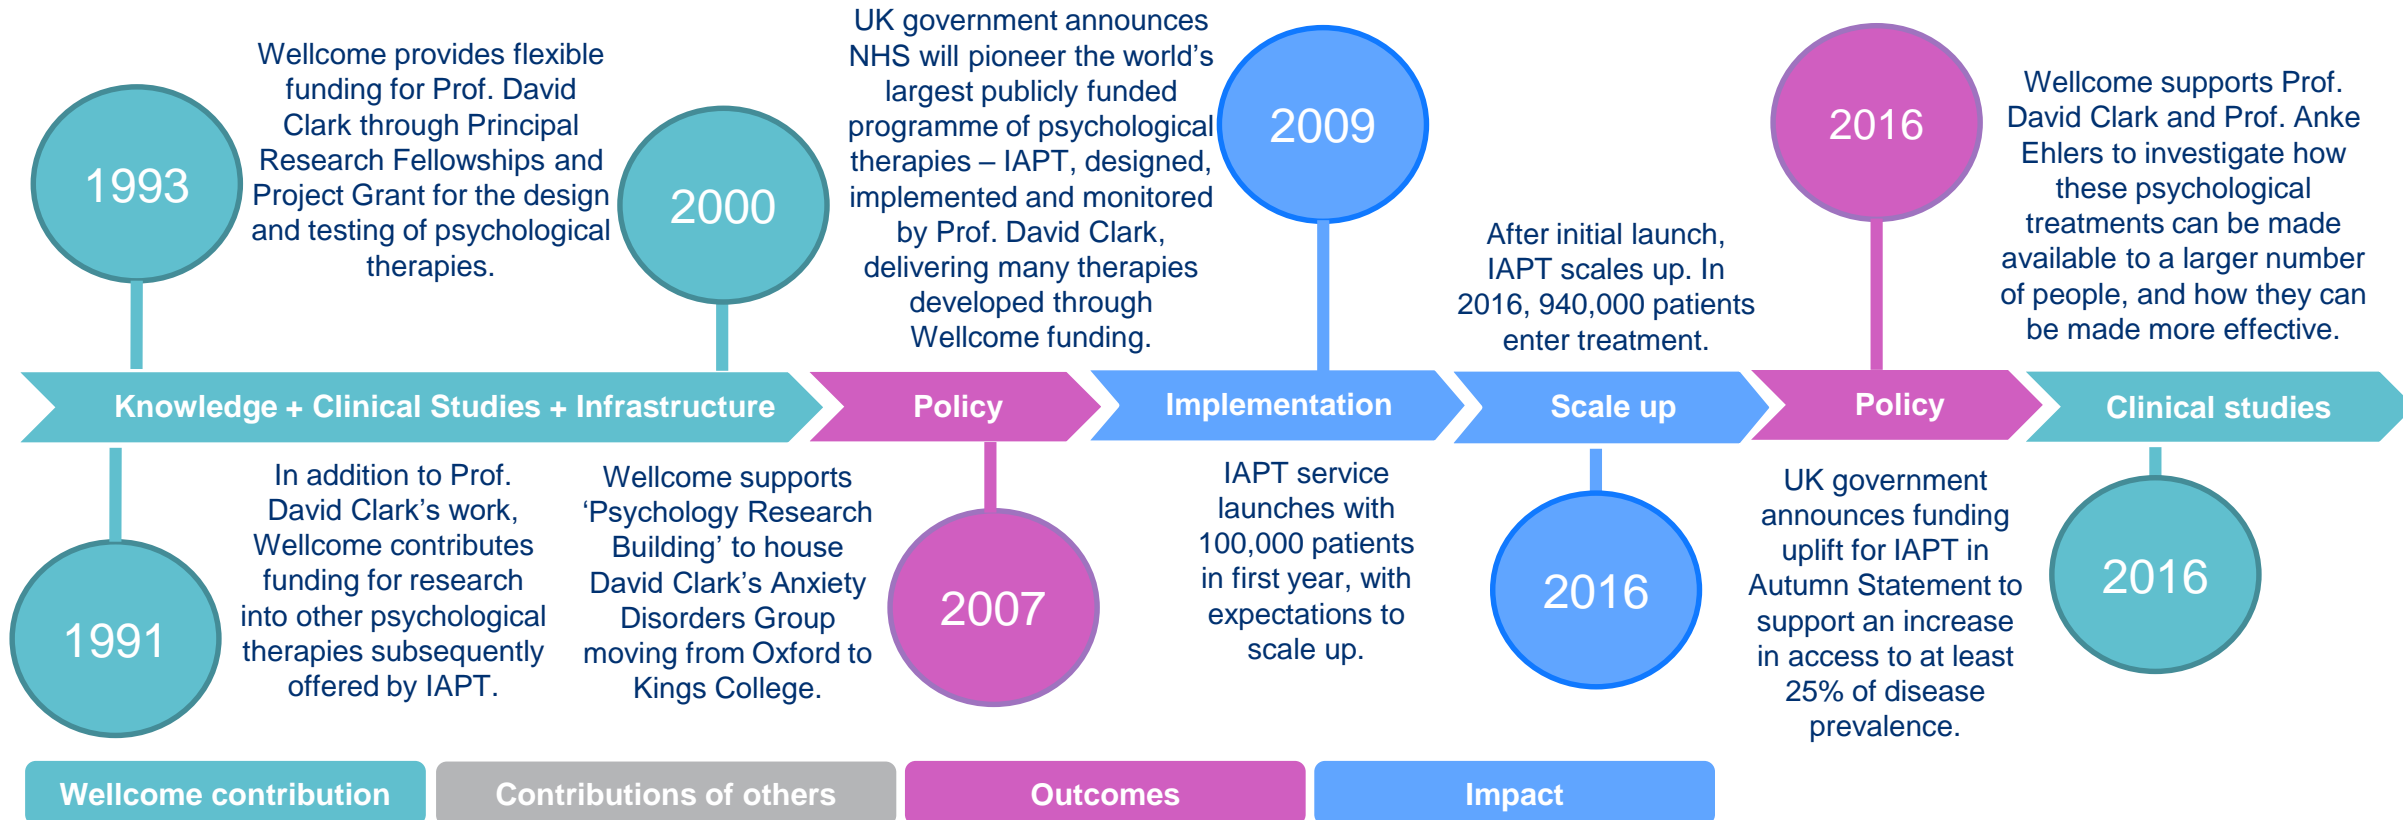 1993
Wellcome provides flexible
funding for Prof. David
Clark through Principal
Research Fellowships and
Project Grant for the design
and testing of psychological
therapies.
2000
UK government announces
NHS will pioneer the world’s
largest publicly funded
programme of psychological
therapies – IAPT, designed,
implemented and monitored
by Prof. David Clark,
delivering many therapies
developed through
Wellcome funding.
2009
After initial launch,
IAPT scales up. In
2016, 940,000 patients
enter treatment.
2016
Wellcome supports Prof.
David Clark and Prof. Anke
Ehlers to investigate how
these psychological
treatments can be made
available to a larger number
of people, and how they can
be made more effective.
Knowledge + Clinical Studies + Infrastructure
Policy
Implementation
Scale up
Policy
Clinical studies
1991
In addition to Prof.
David Clark’s work,
Wellcome contributes
funding for research
into other psychological
therapies subsequently
offered by IAPT.
Wellcome supports
‘Psychology Research
Building’ to house
David Clark’s Anxiety
Disorders Group
moving from Oxford to
Kings College.
2007
IAPT service
launches with
100,000 patients
in first year, with
expectations to
scale up.
2016
UK government
announces funding
uplift for IAPT in
Autumn Statement to
support an increase
in access to at least
25% of disease
prevalence.
2016
Wellcome contribution
Contributions of others
Outcomes
Impact